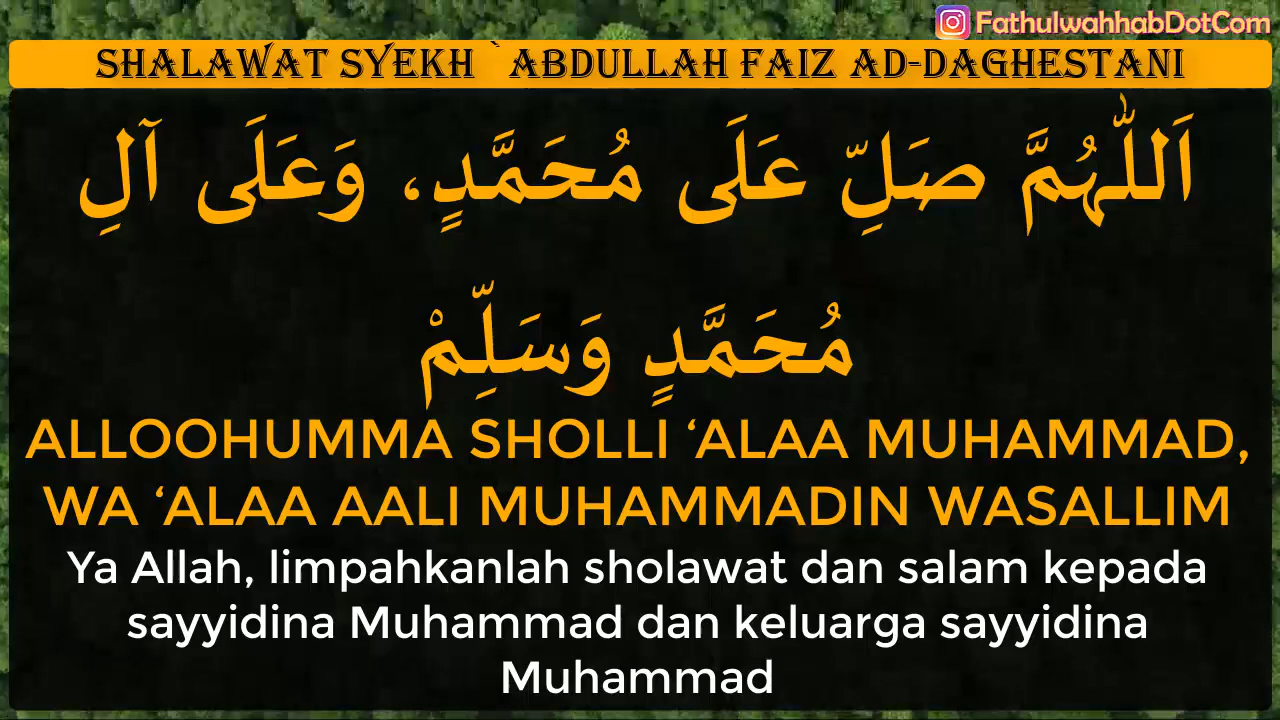 FathulwahhabDotCom
SHALAWAT SYEKH `ABDULLAH FAIZ AD-DAGHESTANI
اَللّٰهُمَّ صَلِّ عَلَى مُحَمَّدٍ، وَعَلَى آلِ
مُحَمَّدٍ وَسَلِّمْ
ALLOOHUMMA SHOLLI ‘ALAA MUHAMMAD,
WA ‘ALAA AALI MUHAMMADIN WASALLIM
Ya Allah, limpahkanlah sholawat dan salam kepada
sayyidina Muhammad dan keluarga sayyidina
Muhammad